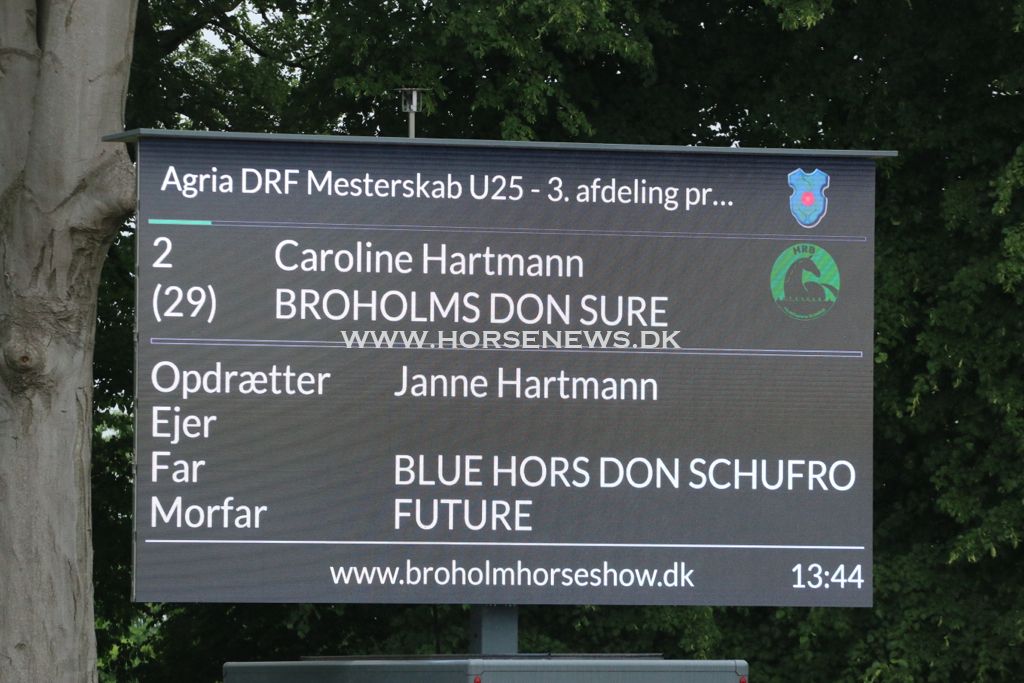 Agria DRF Mesterskab U25 - 3. afdeling pr...
2 Caroline Hartmann
HRB
(29) BROHOLMS DON SURE
WWW.HORSENEWS.DK
Opdrætter Janne Hartmann
Ejer
Far BLUE HORS DON SCHUFRO
Morfar FUTURE
www.broholmhorseshow.dk 13:44